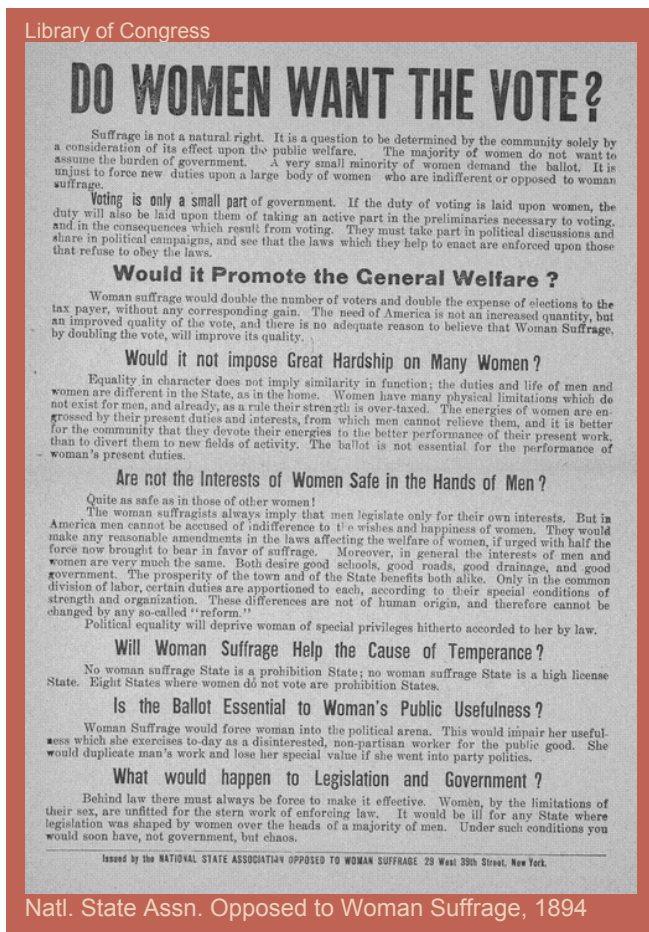 Library of Congress
DO WOMEN WANT THE VOTE?
Suffrage is not a natural right. It is a question to be determined by the community solely by
a consideration of its effect upon the public welfare. The majority of women do not want to
assume the burden of government. A very small minority of women demand the ballot. It is
unjust to force new duties upon a large body of women who are indifferent or opposed to woman
suffrage.
Voting is only a small part of government. If the duty of voting is laid upon women, the
duty will also be laid upon them of taking an active part in the preliminaries necessary to voting,
and in the consequences which result from voting. They must take part in political discussions and
share in political campaigns, and see that the laws which they help to enact are enforced upon those
that refuse to obey the laws.
Would it Promote the General Welfare ?
Woman suffrage would double the number of voters and double the expense of elections to the
tax payer, without any corresponding gain. The need of America is not an increased quantity, but
an improved quality of the vote, and there is no adequate reason to believe that Woman Suffrage,
by doubling the vote, will improve its quality.
Would it not impose Great Hardship on Many Women ?
Equality in character does not imply similarity in function; the duties and life of men and
women are different in the State, as in the home. Women have many physical limitations which do
not exist for men, and already, as a rule their strength is over-taxed. The energies of women are en-
grossed by their present duties and interests, from which men cannot relieve them, and it is better
for the community that they devote their energies to the better performance of their present work,
than to divert them to new fields of activity. The ballot is not essential for the performance of
woman's present duties.
Are not the Interests of Women Safe in the Hands of Men ?
Quite as safe as in those of other women!
The woman suffragists always imply that men legislate only for their own interests. But in
America men cannot be accused of indifference to the wishes and happiness of women. They would
make any reasonable amendments in the laws affecting the welfare of women, if urged with half the
force now brought to bear in favor of suffrage. Moreover, in general the interests of men and
women are very much the same. Both desire good schools, good roads, good drainage, and good
government. The prosperity of the town and of the State benefits both alike. Only in the common
division of labor, certain duties are apportioned to each, according to their special conditions of
strength and organization. These differences are not of human origin, and therefore cannot be
changed by any so-called "reform."
Political equality will deprive woman of special privileges hitherto accorded to her by law.
Will Woman Suffrage Help the Cause of Temperance ?
No woman suffrage State is a prohibition State; no woman suffrage State is a high license
State. Eight States where women do not vote are prohibition States.
Is the Ballot Essential to Woman's Public Usefulness ?
Woman Suffrage would force woman into the political arena. This would impair her useful-
ness which she exercises to-day as a disinterested, non-partisan worker for the public good. She
would duplicate man's work and lose her special value if she went into party politics.
What would happen to Legislation and Government ?
Behind law there must always be force to make it effective. Women, by the limitations of
their sex, are unfitted for the stern work of enforcing law. It would be ill for any State where
legislation was shaped by women over the heads of a majority of men. Under such conditions you
would soon have, not government, but chaos.
Issued by the NATIONAL STATE ASSOCIATION OPPOSED TO WOMAN SUFFRAGE 29 West 39th Street, New York.
Natl. State Assn. Opposed to Woman Suffrage, 1894